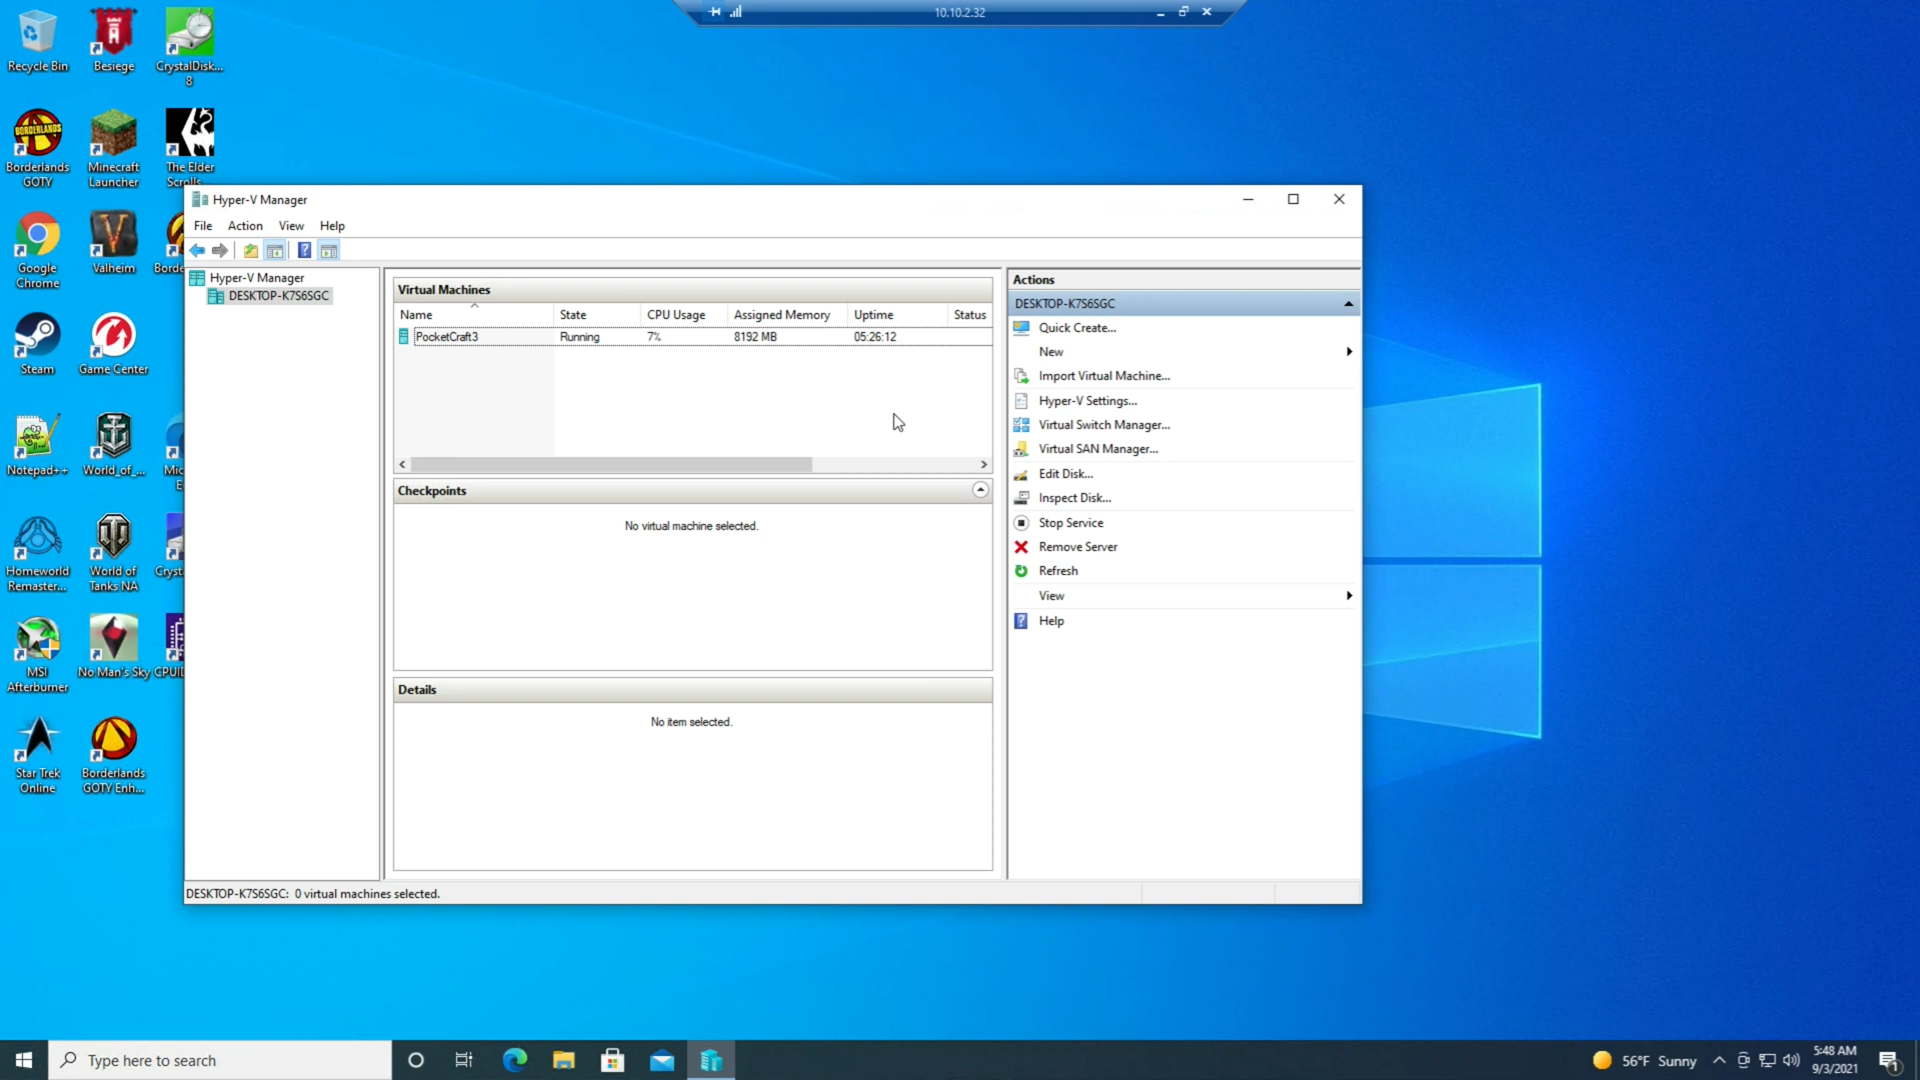 10.10.2.32
Recycle Bin
Besiege
CrystalDisk...
8
Borderlands
GOTY
Minecraft
Launcher
The Elder
Scrolls
Google
Chrome
Valheim
Borde
Steam
Game Center
Notepad++
World_of_...
Mic
E
Homeworld
Remaster...
World of
Tanks NA
Cryst
MSI
Afterburner
No Man's Sky
CPUID
Star Trek
Online
Borderlands
GOTY Enh...
Hyper-V Manager
File Action View Help
Hyper-V Manager
DESKTOP-K7S6SGC
Virtual Machines
Name State CPU Usage Assigned Memory Uptime Status
PocketCraft3 Running 7% 8192 MB 05:26:12
Checkpoints
No virtual machine selected.
Details
No item selected.
Actions
DESKTOP-K7S6SGC
Quick Create...
New
Import Virtual Machine...
Hyper-V Settings...
Virtual Switch Manager...
Virtual SAN Manager...
Edit Disk...
Inspect Disk...
Stop Service
Remove Server
Refresh
View
Help
DESKTOP-K7S6SGC: 0 virtual machines selected.
Type here to search
56°F Sunny
5:48 AM
9/3/2021
1